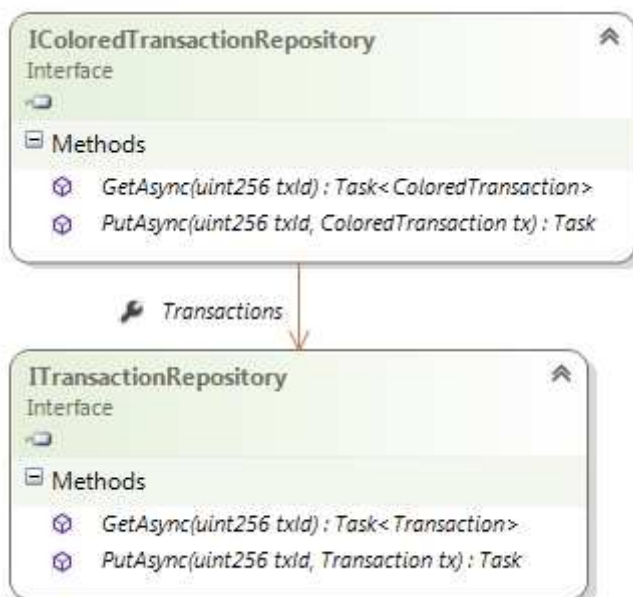 IColoredTransactionRepository
Interface
Methods
GetAsync(uint256 txId) : Task<ColoredTransaction>
PutAsync(uint256 txId, ColoredTransaction tx) : Task
Transactions
ITransactionRepository
Interface
Methods
GetAsync(uint256 txId) : Task<Transaction>
PutAsync(uint256 txId, Transaction tx) : Task